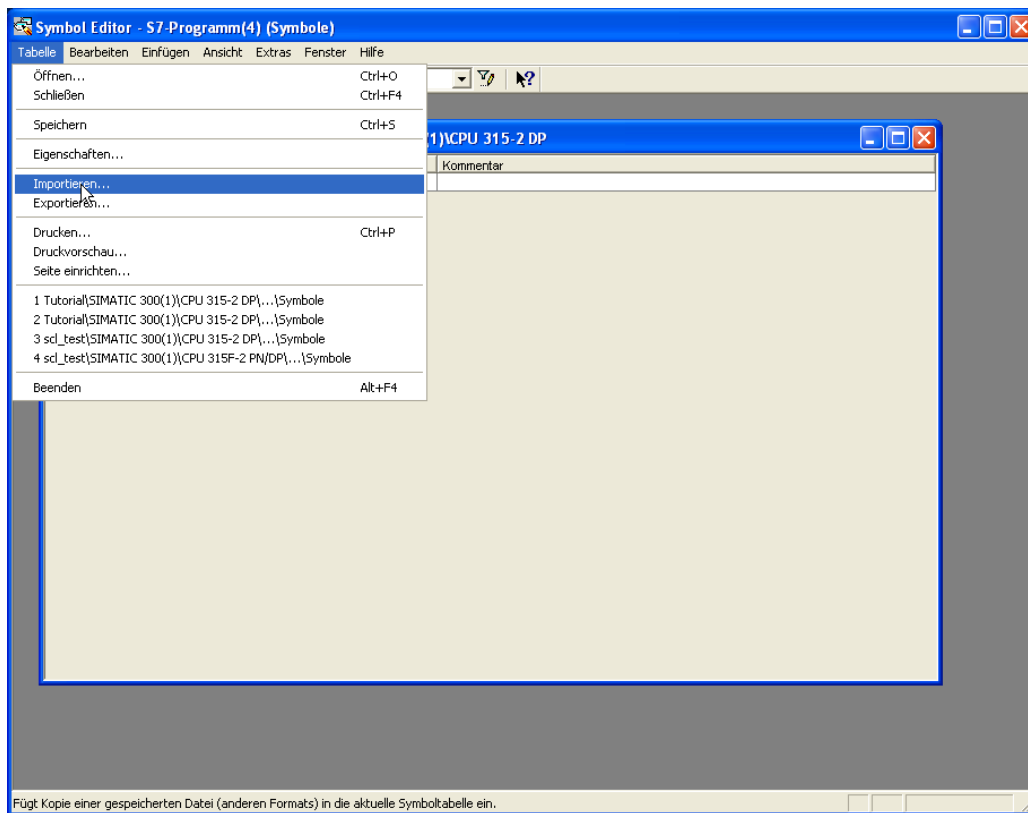 Symbol Editor - S7-Programm(4) (Symbole)
Tabelle Bearbeiten Einfügen Ansicht Extras Fenster Hilfe
Öffnen... Ctrl+O
Schließen Ctrl+F4
Speichern Ctrl+S
(1)\CPU 315-2 DP
Eigenschaften...
Kommentar
Importieren...
Exportieren...
Drucken... Ctrl+P
Druckvorschau...
Seite einrichten...
1 Tutorial\SIMATIC 300(1)\CPU 315-2 DP\...\Symbole
2 Tutorial\SIMATIC 300(1)\CPU 315-2 DP\...\Symbole
3 scl_test\SIMATIC 300(1)\CPU 315-2 DP\...\Symbole
4 scl_test\SIMATIC 300(1)\CPU 315F-2 PN/DP\...\Symbole
Beenden Alt+F4
Fügt Kopie einer gespeicherten Datei (anderen Formats) in die aktuelle Symboltabelle ein.